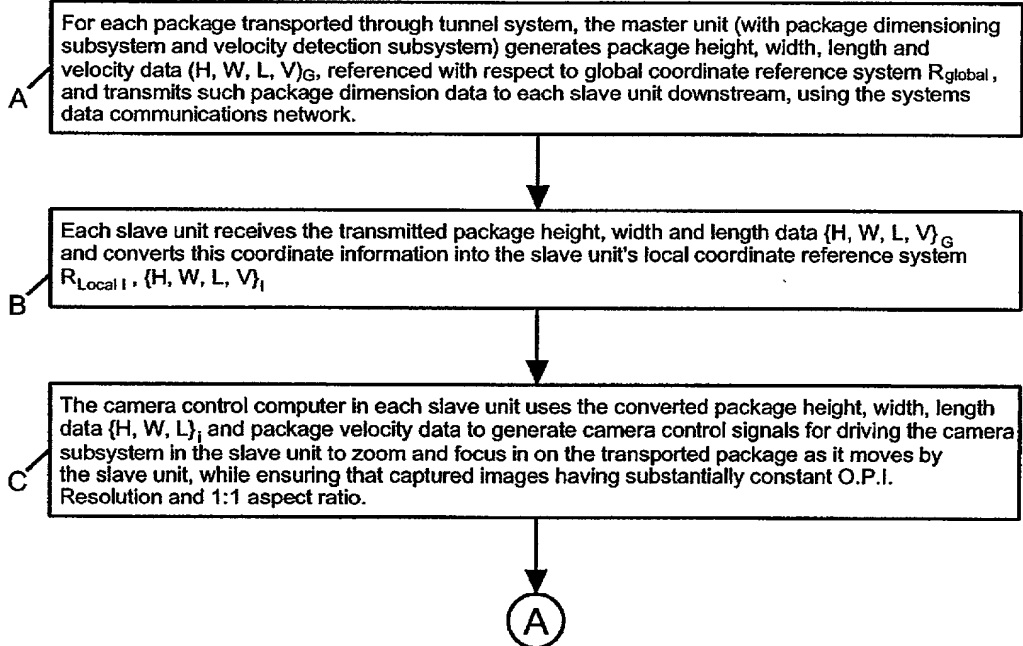 For each package transported through tunnel system, the master unit (with package dimensioning
subsystem and velocity detection subsystem) generates package height, width, length and
velocity data (H, W, L, V)G, referenced with respect to global coordinate reference system Rglobal,
and transmits such package dimension data to each slave unit downstream, using the systems
data communications network.
A
Each slave unit receives the transmitted package height, width and length data {H, W, L, V}G
and converts this coordinate information into the slave unit's local coordinate reference system
RLocal I , {H, W, L, V}i
B
The camera control computer in each slave unit uses the converted package height, width, length
data {H, W, L}i and package velocity data to generate camera control signals for driving the camera
subsystem in the slave unit to zoom and focus in on the transported package as it moves by
the slave unit, while ensuring that captured images having substantially constant O.P.I.
Resolution and 1:1 aspect ratio.
C
A